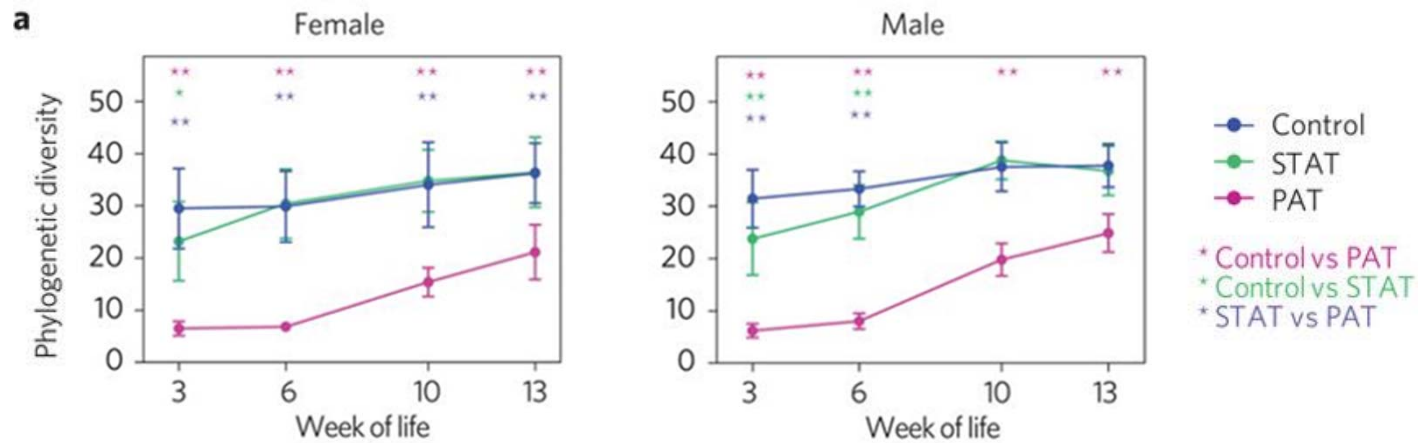 a
Female
Male
** ** ** **
* ** ** **
**
** ** ** **
** **
** **
Phylogenetic diversity
50
40
30
20
10
0
50
40
30
20
10
0
3 6 10 13
3 6 10 13
Week of life
Week of life
Control
STAT
PAT
* Control vs PAT
* Control vs STAT
* STAT vs PAT